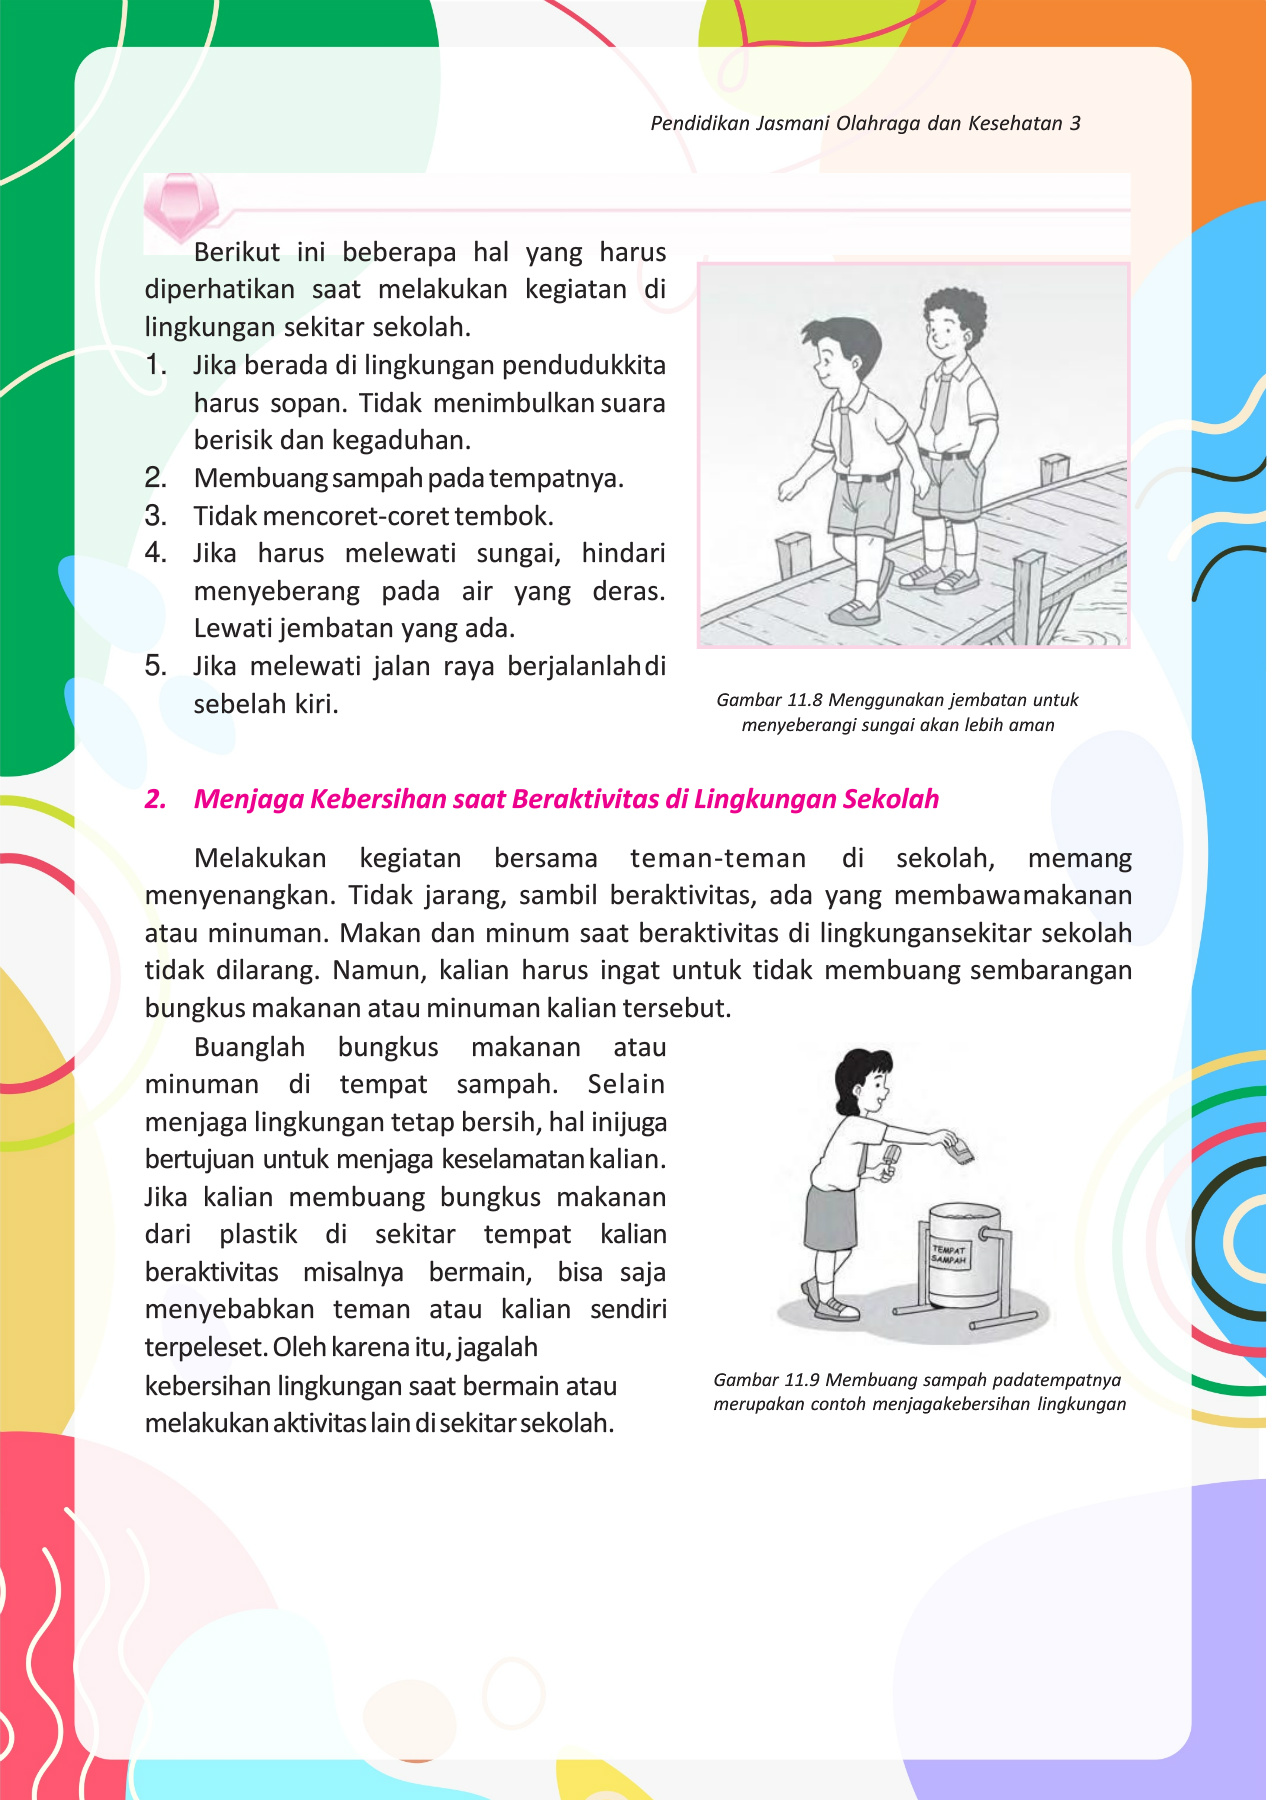 Pendidikan Jasmani Olahraga dan Kesehatan 3
Berikut ini beberapa hal yang harus
diperhatikan saat melakukan kegiatan di
lingkungan sekitar sekolah.
1. Jika berada di lingkungan pendudukkita
harus sopan. Tidak menimbulkan suara
berisik dan kegaduhan.
2. Membuang sampah pada tempatnya.
3. Tidak mencoret-coret tembok.
4. Jika harus melewati sungai, hindari
menyeberang pada air yang deras.
Lewati jembatan yang ada.
5. Jika melewati jalan raya berjalanlah di
sebelah kiri.
Gambar 11.8 Menggunakan jembatan untuk
menyeberangi sungai akan lebih aman
2. Menjaga Kebersihan saat Beraktivitas di Lingkungan Sekolah
Melakukan kegiatan bersama teman-teman di sekolah, memang
menyenangkan. Tidak jarang, sambil beraktivitas, ada yang membawamakanan
atau minuman. Makan dan minum saat beraktivitas di lingkungansekitar sekolah
tidak dilarang. Namun, kalian harus ingat untuk tidak membuang sembarangan
bungkus makanan atau minuman kalian tersebut.
Buanglah bungkus makanan atau
minuman di tempat sampah. Selain
menjaga lingkungan tetap bersih, hal inijuga
bertujuan untuk menjaga keselamatan kalian.
Jika kalian membuang bungkus makanan
dari plastik di sekitar tempat kalian
beraktivitas misalnya bermain, bisa saja
menyebabkan teman atau kalian sendiri
terpeleset. Oleh karena itu, jagalah
kebersihan lingkungan saat bermain atau
melakukan aktivitas lain di sekitar sekolah.
TEMPAT
SAMPAH
Gambar 11.9 Membuang sampah padatempatnya
merupakan contoh menjagakebersihan lingkungan